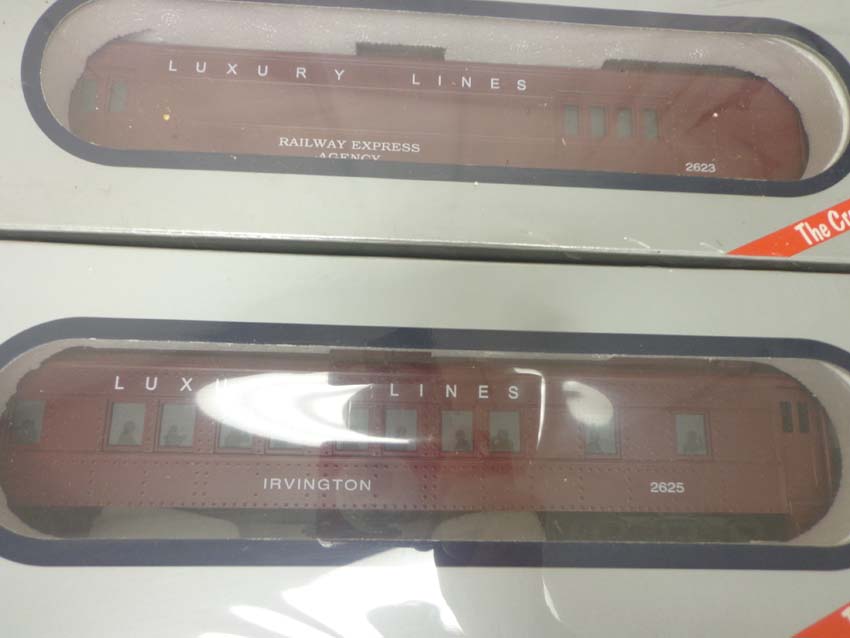 LUXURY LINES
RAILWAY EXPRESS
AGENCY
2623
The
LINES
IRVINGTON
2625